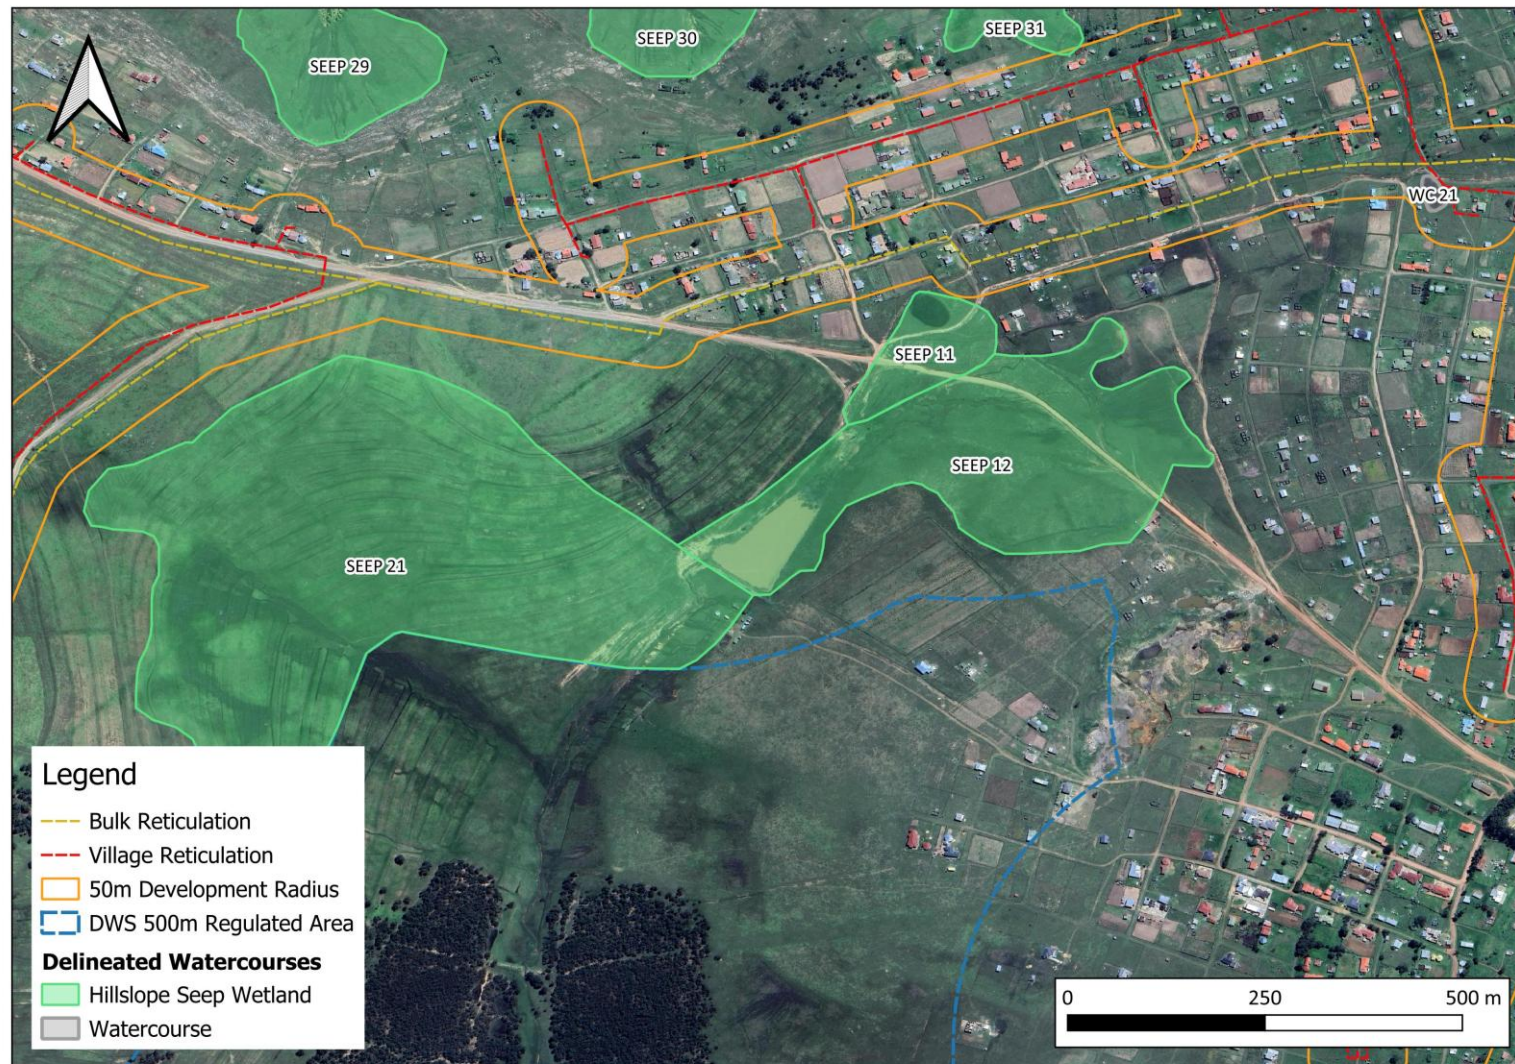 SEEP 29
SEEP 30
SEEP 31
WC 21
SEEP 11
SEEP 12
SEEP 21
Legend
Bulk Reticulation
Village Reticulation
50m Development Radius
DWS 500m Regulated Area
Delineated Watercourses
Hillslope Seep Wetland
Watercourse
0 250 500 m